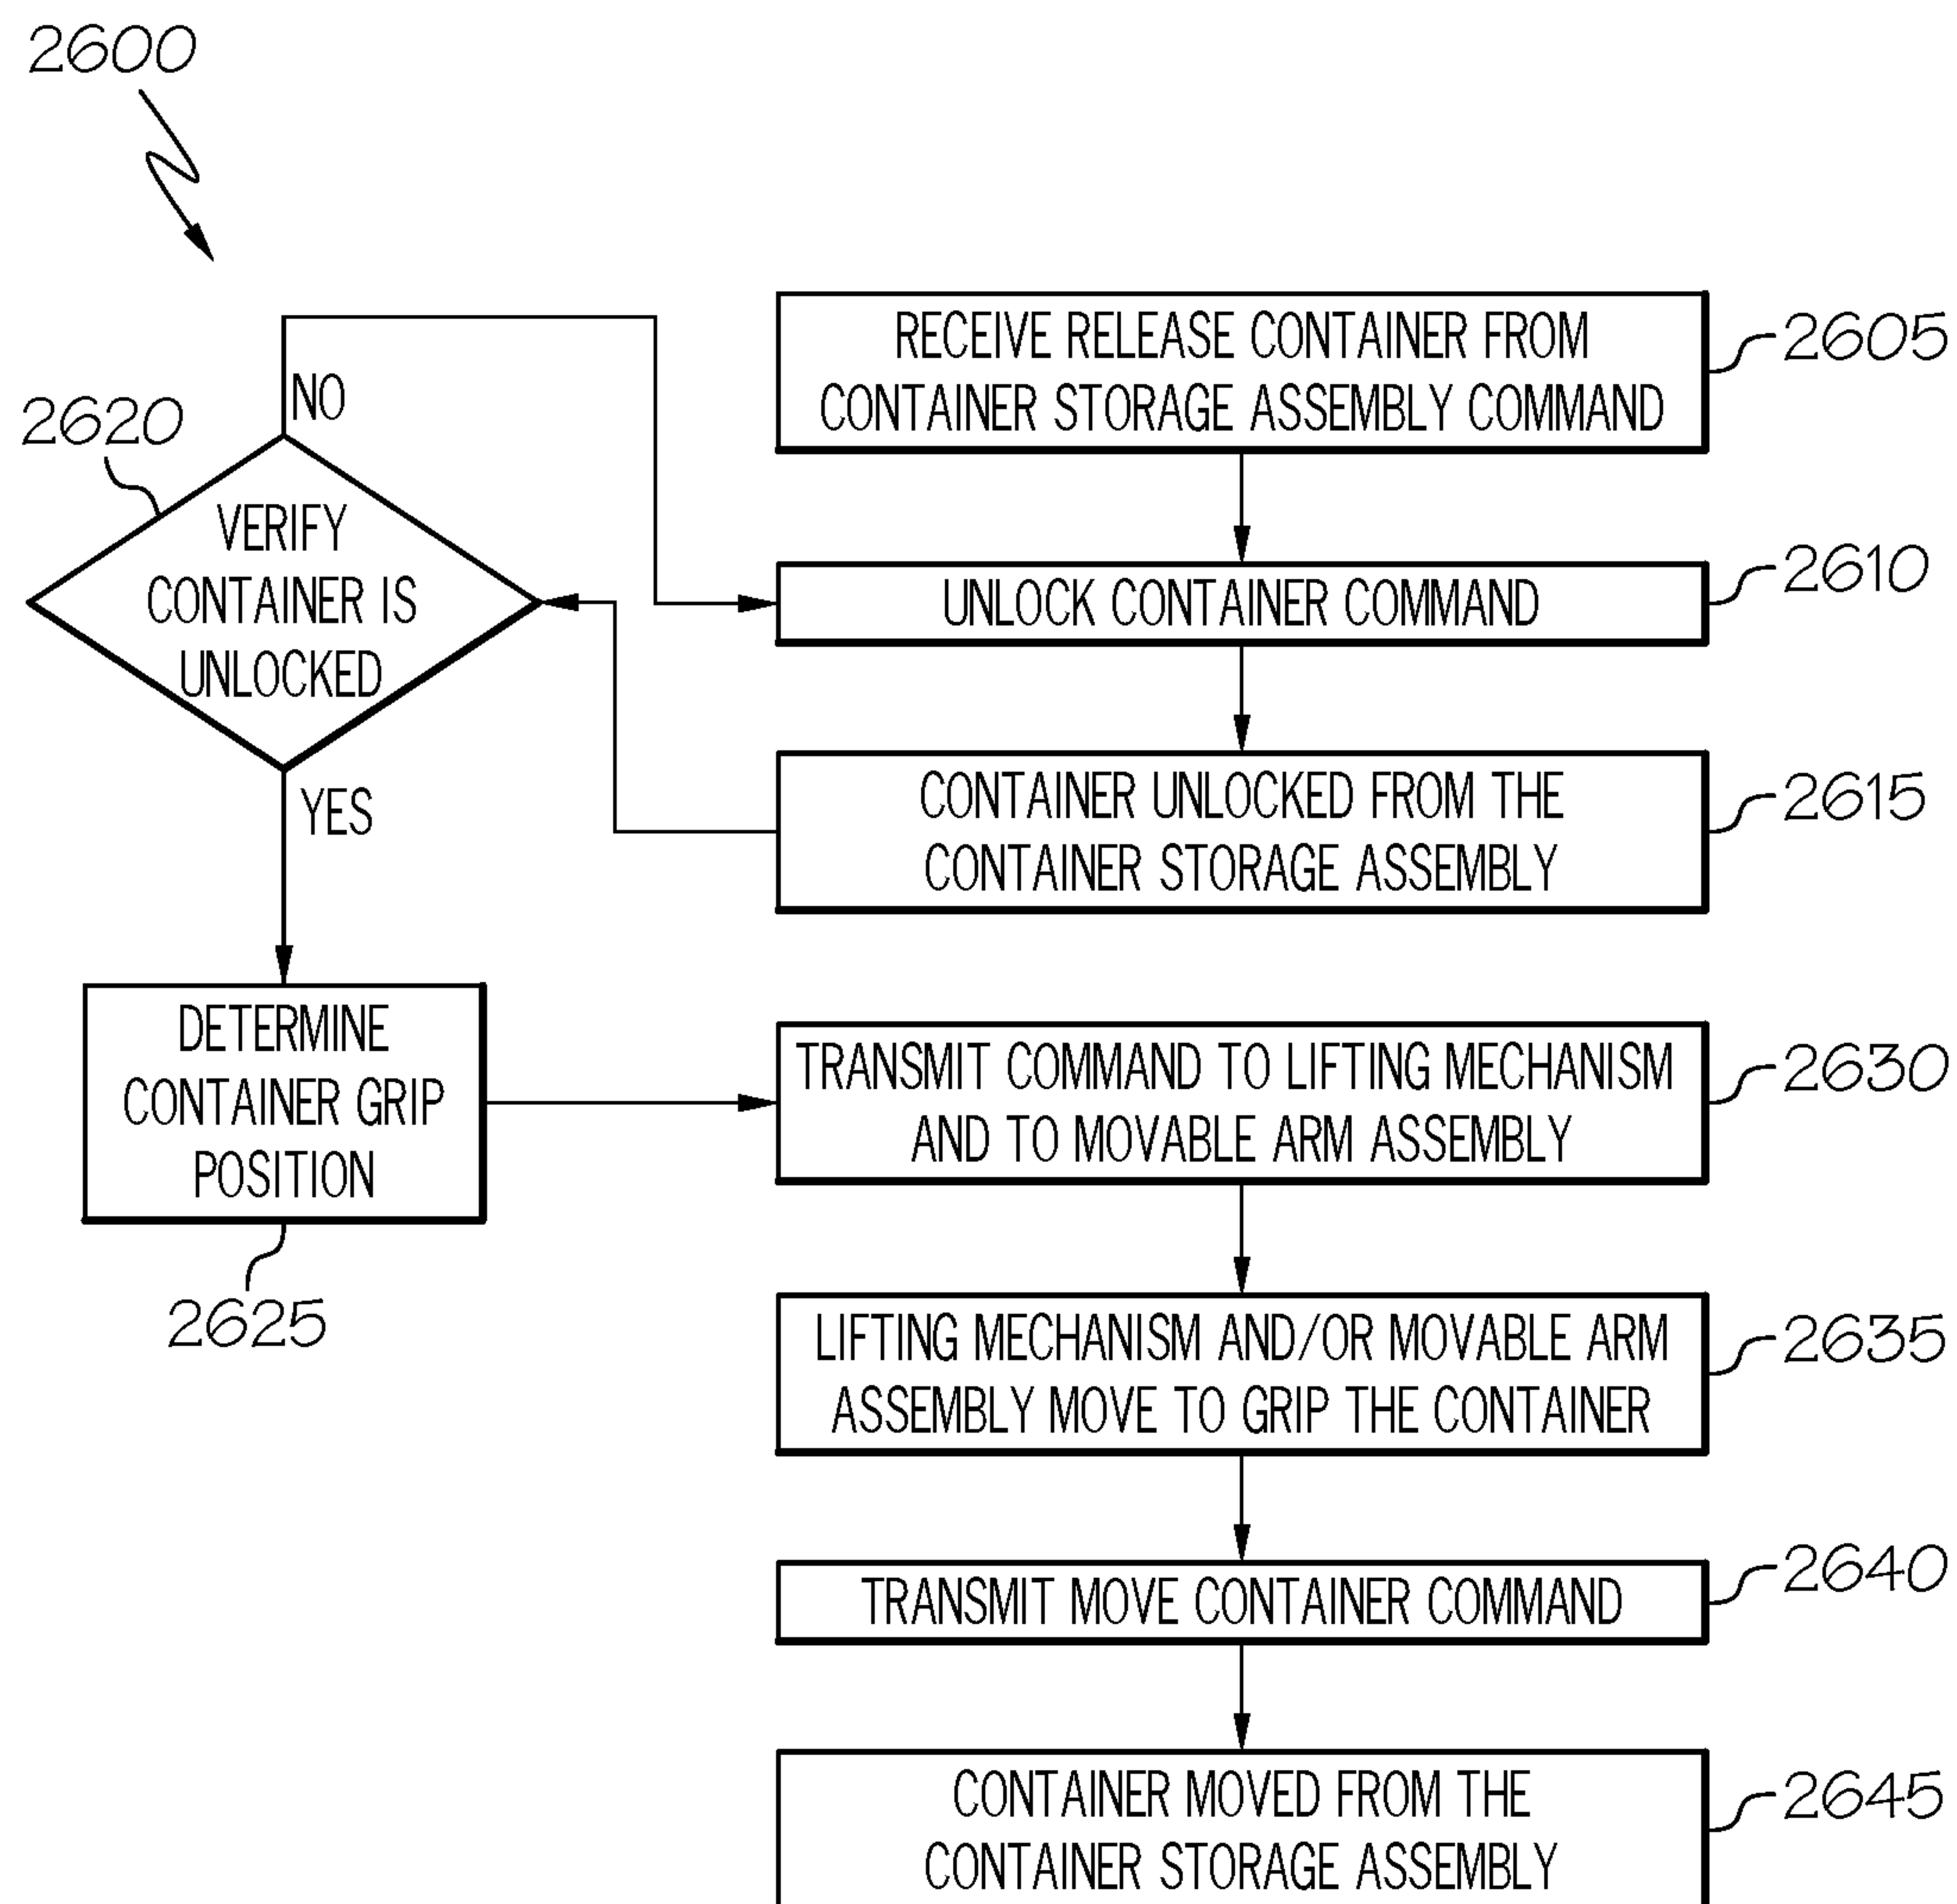 2600
RECEIVE RELEASE CONTAINER FROM
CONTAINER STORAGE ASSEMBLY COMMAND
2605
UNLOCK CONTAINER COMMAND
2610
CONTAINER UNLOCKED FROM THE
CONTAINER STORAGE ASSEMBLY
2615
NO
2620
VERIFY
CONTAINER IS
UNLOCKED
YES
DETERMINE
CONTAINER GRIP
POSITION
2625
TRANSMIT COMMAND TO LIFTING MECHANISM
AND TO MOVABLE ARM ASSEMBLY
2630
LIFTING MECHANISM AND/OR MOVABLE ARM
ASSEMBLY MOVE TO GRIP THE CONTAINER
2635
TRANSMIT MOVE CONTAINER COMMAND
2640
CONTAINER MOVED FROM THE
CONTAINER STORAGE ASSEMBLY
2645